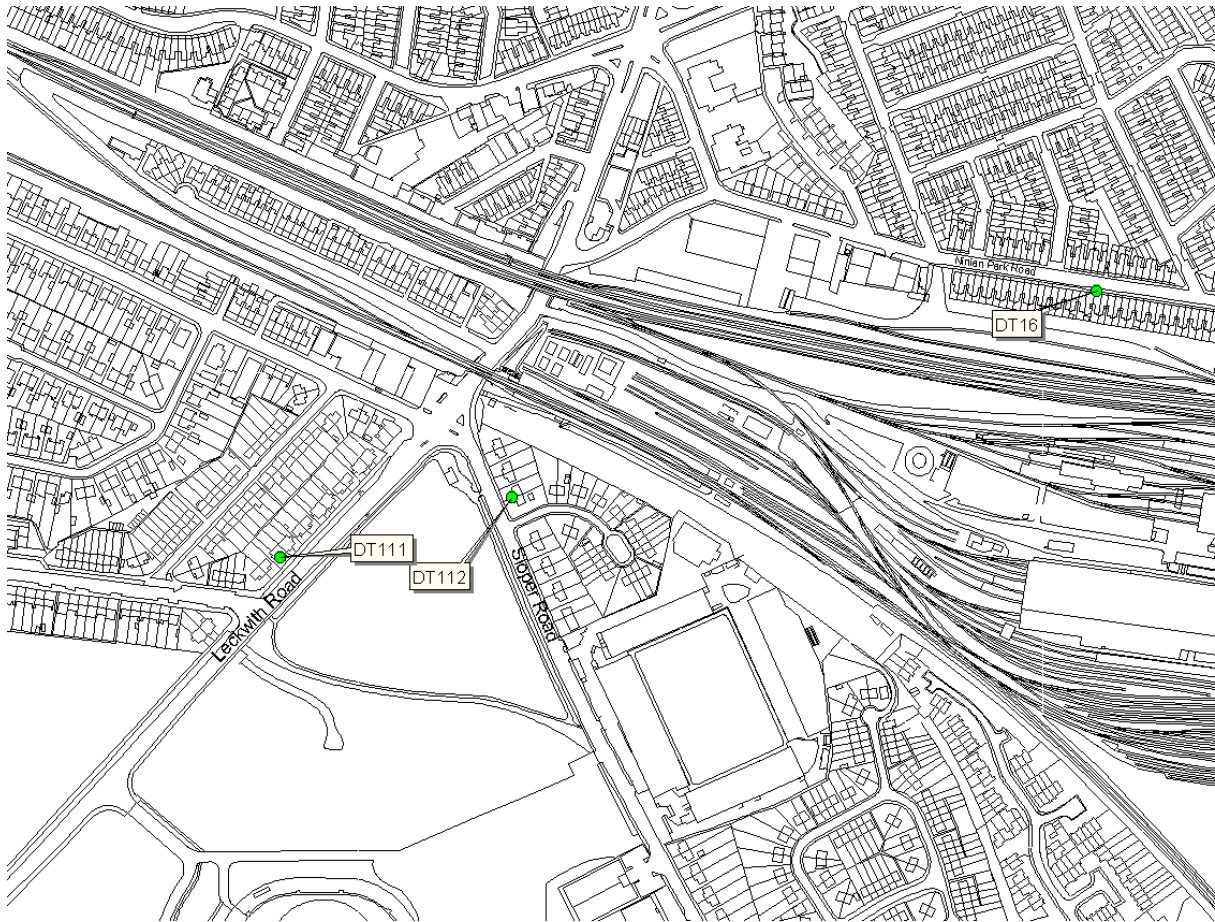 Ninian Park Road
DT16
DT111
DT112
Sloper Road
Leckwith Road